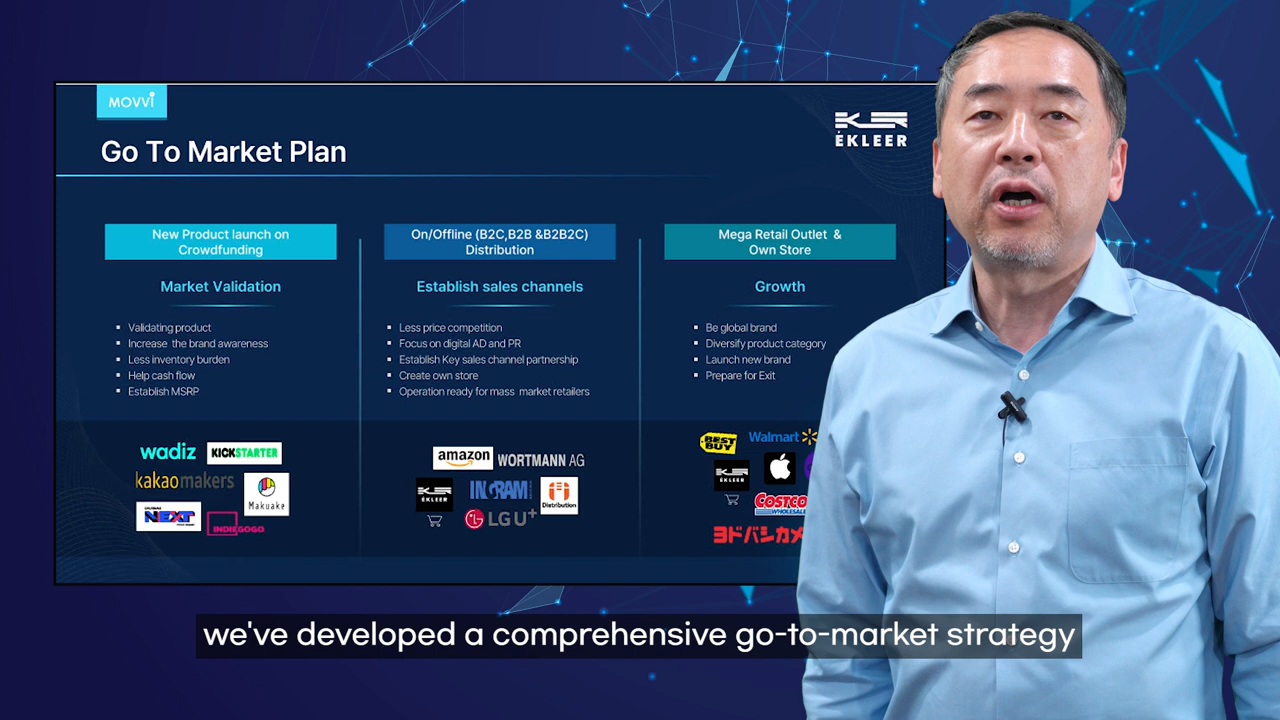 MOVVI
Go To Market Plan
ÉKLEER
New Product launch on
Crowdfunding
Market Validation
Validating product
Increase the brand awareness
Less inventory burden
Help cash flow
Establish MSRP
wadiz
KICKSTARTER
kakaomakers
Makuake
NEXT
INDIEGOGO
On/Offline (B2C,B2B &B2B2C)
Distribution
Establish sales channels
Less price competition
Focus on digital AD and PR
Establish Key sales channel partnership
Create own store
Operation ready for mass market retailers
amazon
WORTMANN AG
ÉKLEER
INGRAM
Distribution
LG U+
Mega Retail Outlet &
Own Store
Growth
Be global brand
Diversify product category
Launch new brand
Prepare for Exit
BEST BUY
Walmart
ÉKLEER
COSTCO
WHOLESALE
ヨドバシカメ
we've developed a comprehensive go-to-market strategy